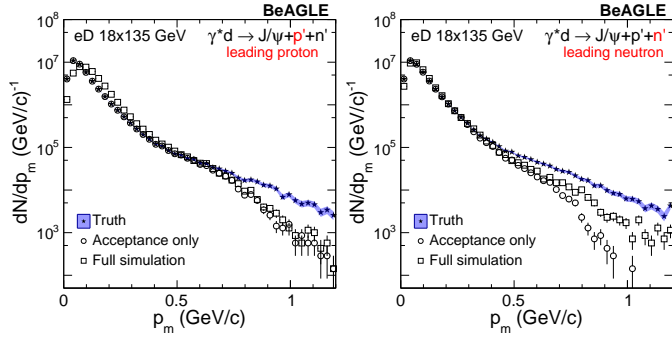 BeAGLE
eD 18x135 GeV γ*d → J/ψ+p'+n'
leading proton
dN/dp_m (GeV/c)^-1
10^8
10^7
10^5
10^3
Truth
Acceptance only
Full simulation
0 0.5 1
p_m (GeV/c)
BeAGLE
eD 18x135 GeV γ*d → J/ψ+p'+n'
leading neutron
dN/dp_m (GeV/c)^-1
10^8
10^7
10^5
10^3
Truth
Acceptance only
Full simulation
0 0.5 1
p_m (GeV/c)